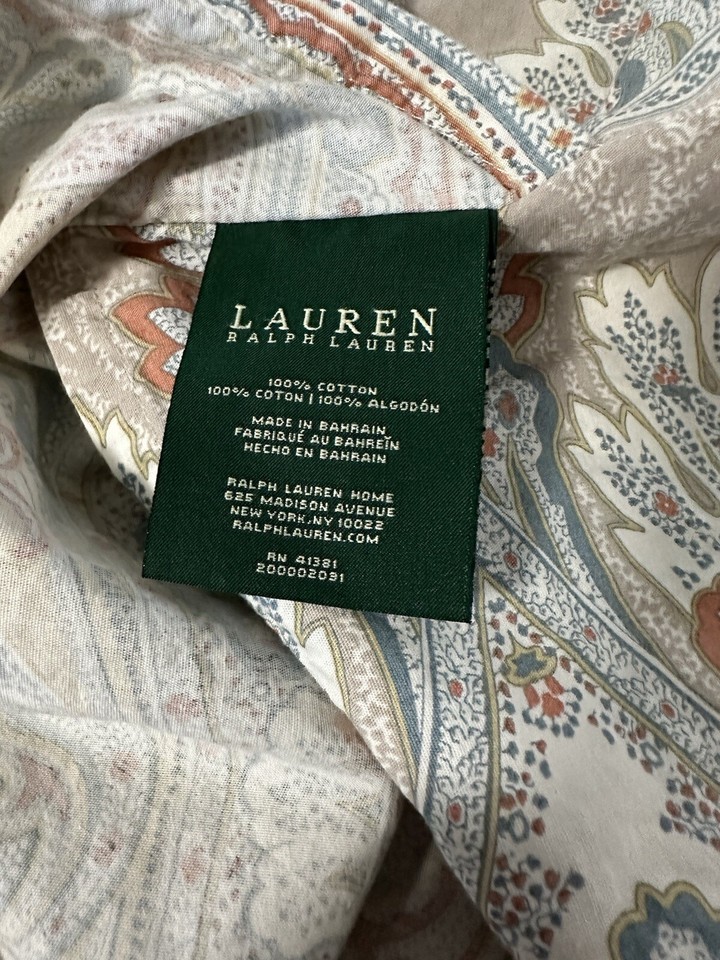 LAUREN
RALPH LAUREN
100% COTTON
100% COTON | 100% ALGODÓN
MADE IN BAHRAIN
FABRIQUÉ AU BAHREÏN
HECHO EN BAHRAIN
RALPH LAUREN HOME
625 MADISON AVENUE
NEW YORK, NY 10022
RALPHLAUREN.COM
RN 41381
200002091